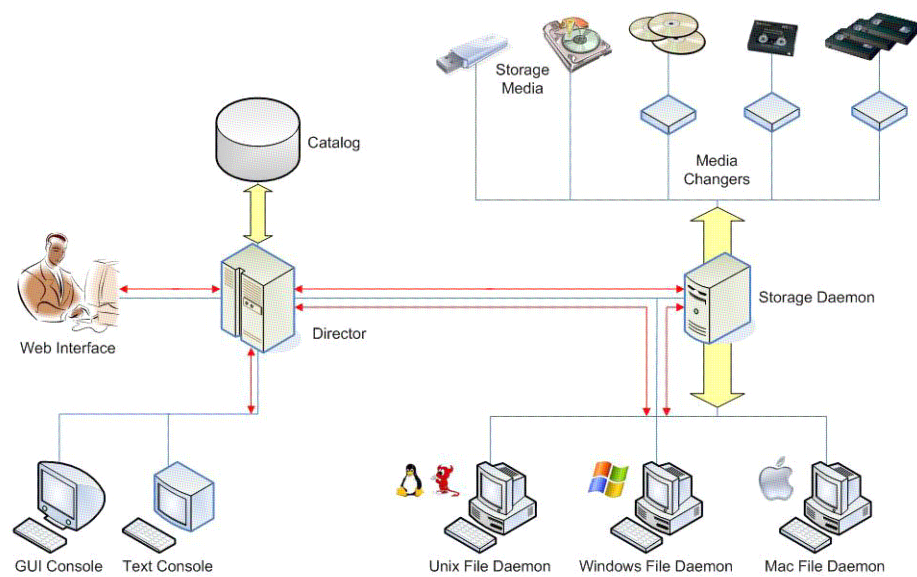 Storage
Media
Catalog
Media
Changers
Storage Daemon
Director
Web Interface
GUI Console
Text Console
Unix File Daemon
Windows File Daemon
Mac File Daemon